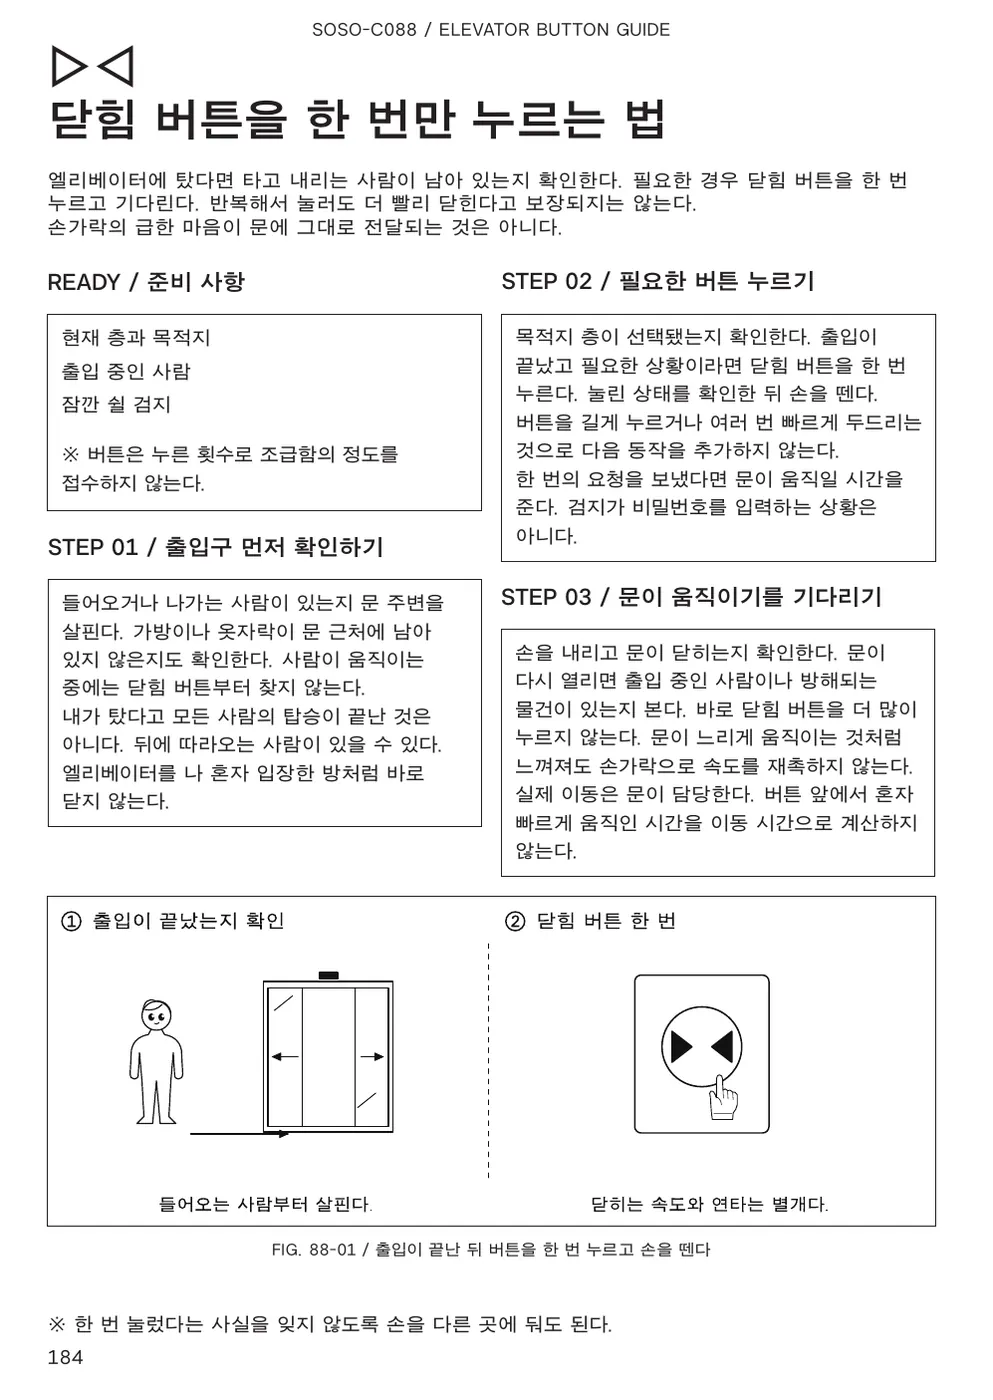 SOSO-C088 / ELEVATOR BUTTON GUIDE
닫힘 버튼을 한 번만 누르는 법
엘리베이터에 탔다면 타고 내리는 사람이 남아 있는지 확인한다. 필요한 경우 닫힘 버튼을 한 번
누르고 기다린다. 반복해서 눌러도 더 빨리 닫힌다고 보장되지는 않는다.
손가락의 급한 마음이 문에 그대로 전달되는 것은 아니다.
READY / 준비 사항
현재 층과 목적지
출입 중인 사람
잠깐 쉴 검지
※ 버튼은 누른 횟수로 조급함의 정도를
접수하지 않는다.
STEP 01 / 출입구 먼저 확인하기
들어오거나 나가는 사람이 있는지 문 주변을
살핀다. 가방이나 옷자락이 문 근처에 남아
있지 않은지도 확인한다. 사람이 움직이는
중에는 닫힘 버튼부터 찾지 않는다.
내가 탔다고 모든 사람의 탑승이 끝난 것은
아니다. 뒤에 따라오는 사람이 있을 수 있다.
엘리베이터를 나 혼자 입장한 방처럼 바로
닫지 않는다.
STEP 02 / 필요한 버튼 누르기
목적지 층이 선택됐는지 확인한다. 출입이
끝났고 필요한 상황이라면 닫힘 버튼을 한 번
누른다. 눌린 상태를 확인한 뒤 손을 뗀다.
버튼을 길게 누르거나 여러 번 빠르게 두드리는
것으로 다음 동작을 추가하지 않는다.
한 번의 요청을 보냈다면 문이 움직일 시간을
준다. 검지가 비밀번호를 입력하는 상황은
아니다.
STEP 03 / 문이 움직이기를 기다리기
손을 내리고 문이 닫히는지 확인한다. 문이
다시 열리면 출입 중인 사람이나 방해되는
물건이 있는지 본다. 바로 닫힘 버튼을 더 많이
누르지 않는다. 문이 느리게 움직이는 것처럼
느껴져도 손가락으로 속도를 재촉하지 않는다.
실제 이동은 문이 담당한다. 버튼 앞에서 혼자
빠르게 움직인 시간을 이동 시간으로 계산하지
않는다.
① 출입이 끝났는지 확인
들어오는 사람부터 살핀다.
② 닫힘 버튼 한 번
닫히는 속도와 연타는 별개다.
FIG. 88-01 / 출입이 끝난 뒤 버튼을 한 번 누르고 손을 뗀다
※ 한 번 눌렀다는 사실을 잊지 않도록 손을 다른 곳에 둬도 된다.
184